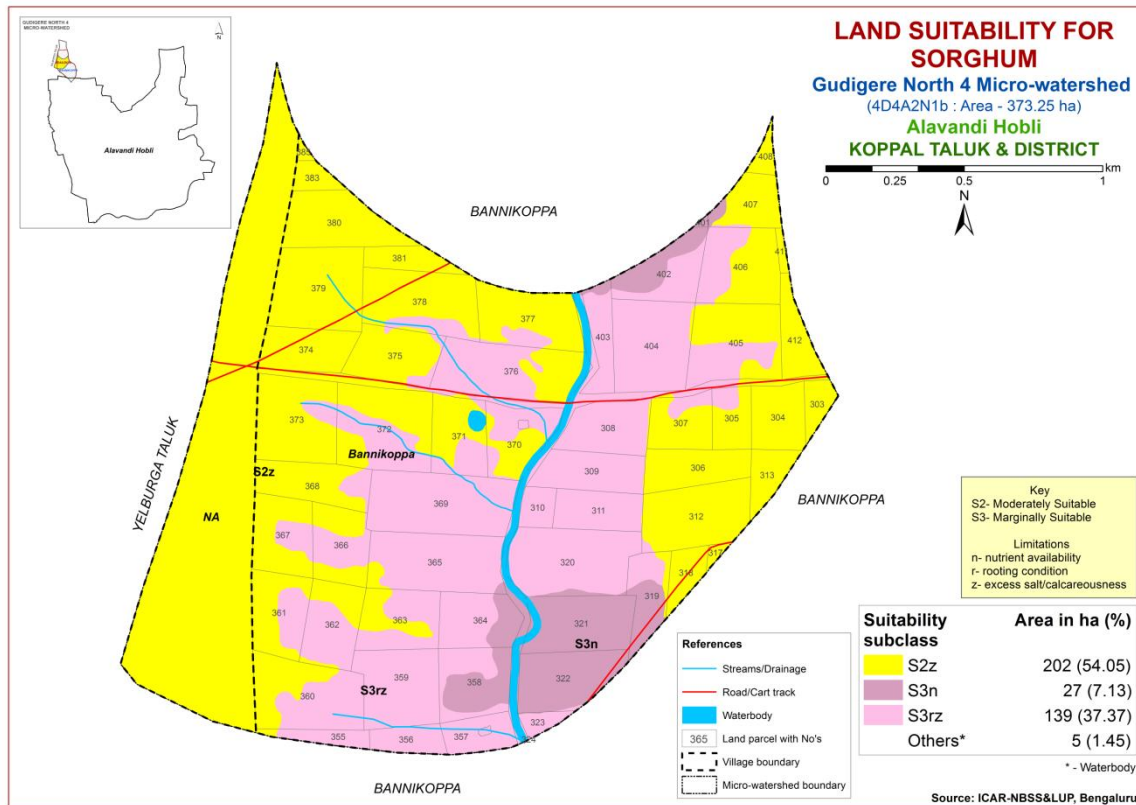 GUDIGERE NORTH 4
MICRO-WATERSHED
N
Alavandi Hobli
LAND SUITABILITY FOR
SORGHUM
Gudigere North 4 Micro-watershed
(4D4A2N1b : Area - 373.25 ha)
Alavandi Hobli
KOPPAL TALUK & DISTRICT
km
0 0.25 0.5 1
N
BANNIKOPPA
383
380
381
379
378
377
374
375
376
408
407
402
406
403
404
405
412
303
304
305
307
308
373
372
371
370
Bannikoppa
S2z
368
369
309
306
313
310
311
312
BANNIKOPPA
YELBURGA TALUK
NA
367
366
365
320
316
317
319
361
362
363
364
321
S3n
322
358
359
S3rz
360
323
355
356
357
BANNIKOPPA
Key
S2- Moderately Suitable
S3- Marginally Suitable
Limitations
n- nutrient availability
r- rooting condition
z- excess salt/calcareousness
References
Streams/Drainage
Road/Cart track
Waterbody
365 Land parcel with No's
Village boundary
Micro-watershed boundary
Suitability subclass Area in ha (%)
S2z 202 (54.05)
S3n 27 (7.13)
S3rz 139 (37.37)
Others* 5 (1.45)
* - Waterbody
Source: ICAR-NBSS&LUP, Bengaluru